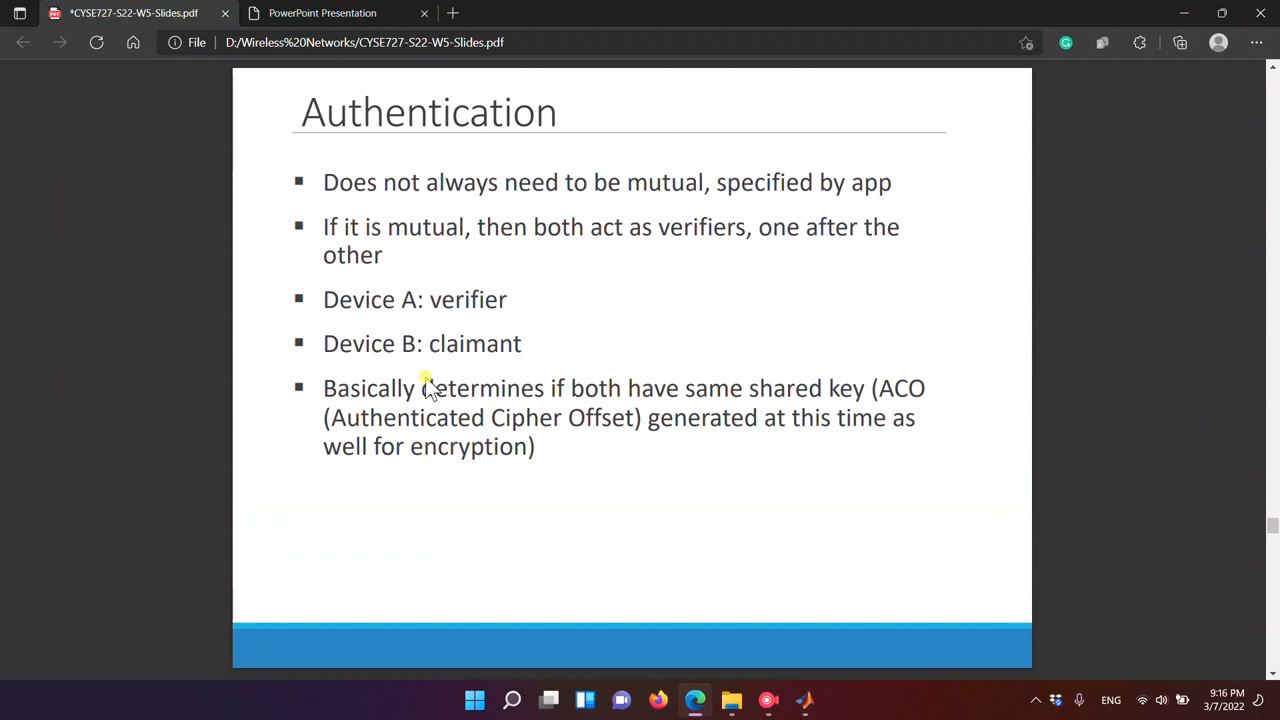 *CYSE727-S22-W5-Slides.pdf
PowerPoint Presentation
File
D:/Wireless%20Networks/CYSE727-S22-W5-Slides.pdf
Authentication
Does not always need to be mutual, specified by app
If it is mutual, then both act as verifiers, one after the
other
Device A: verifier
Device B: claimant
Basically determines if both have same shared key (ACO
(Authenticated Cipher Offset) generated at this time as
well for encryption)
ENG
9:16 PM
3/7/2022